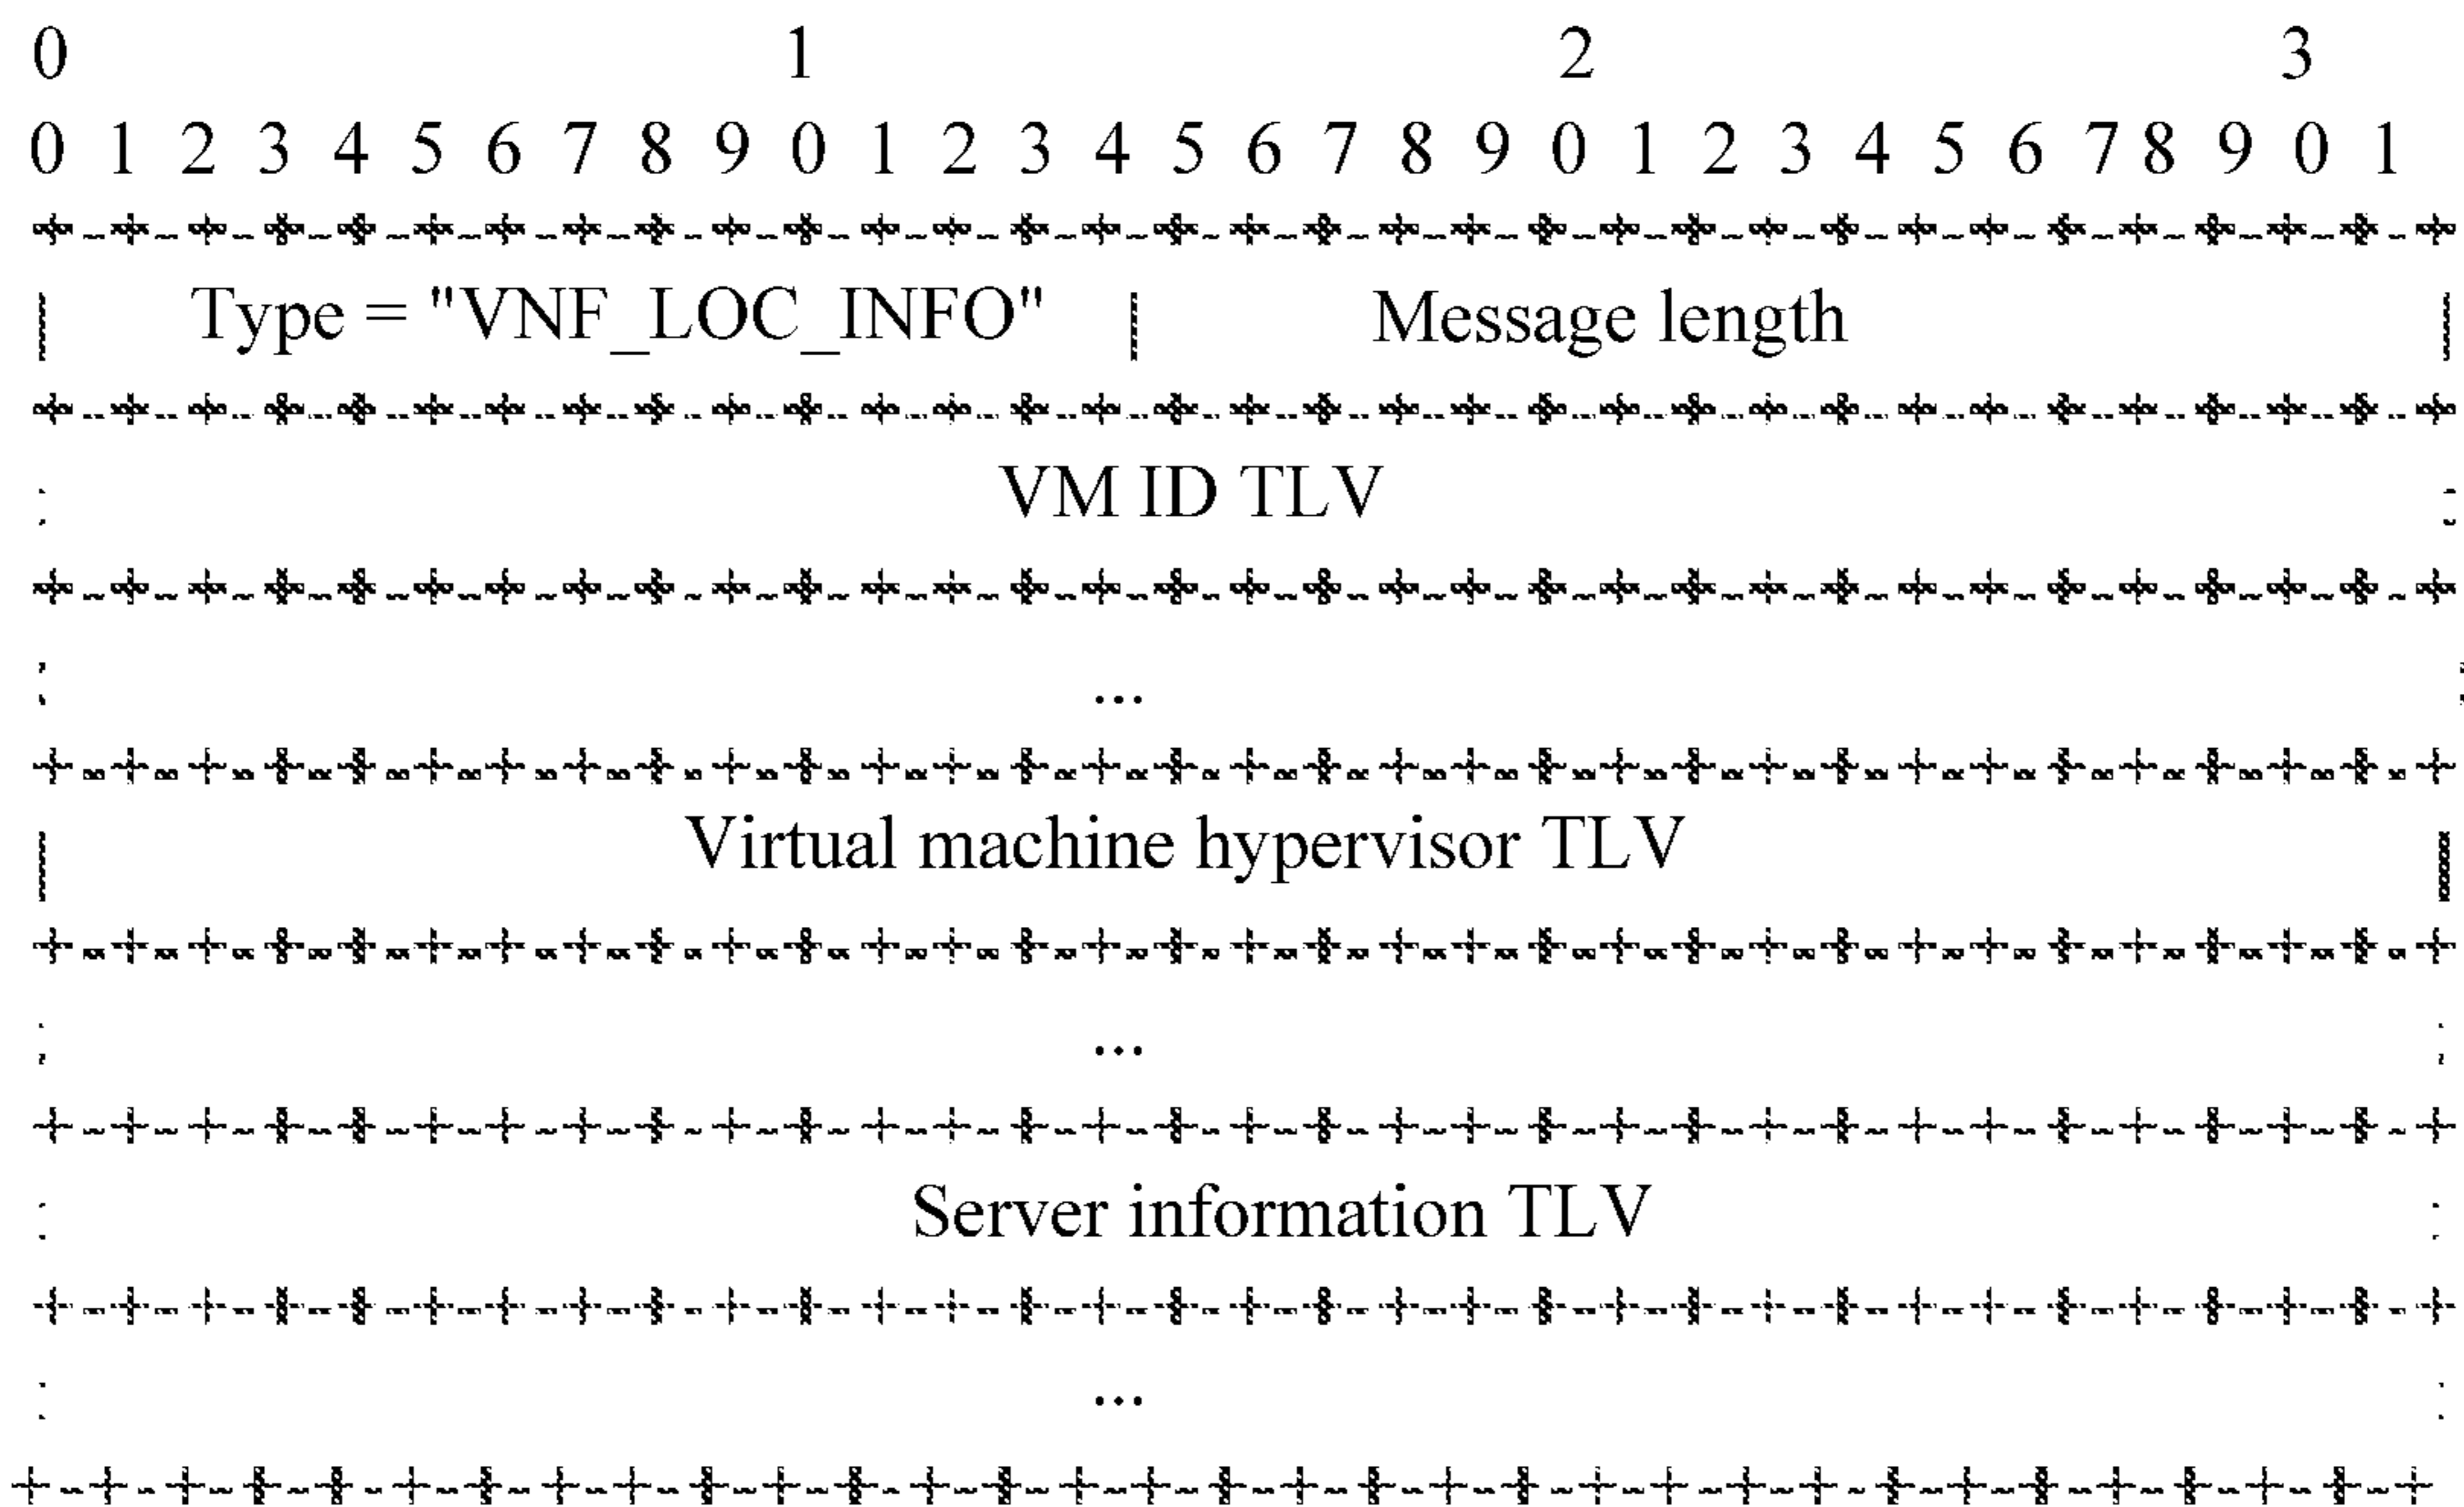 0 1 2 3
0 1 2 3 4 5 6 7 8 9 0 1 2 3 4 5 6 7 8 9 0 1 2 3 4 5 6 7 8 9 0 1
+-+-+-+-+-+-+-+-+-+-+-+-+-+-+-+-+-+-+-+-+-+-+-+-+-+-+-+-+-+-+-+-+
| Type = "VNF_LOC_INFO" | Message length |
+-+-+-+-+-+-+-+-+-+-+-+-+-+-+-+-+-+-+-+-+-+-+-+-+-+-+-+-+-+-+-+-+
: VM ID TLV :
+-+-+-+-+-+-+-+-+-+-+-+-+-+-+-+-+-+-+-+-+-+-+-+-+-+-+-+-+-+-+-+-+
: ... :
+-+-+-+-+-+-+-+-+-+-+-+-+-+-+-+-+-+-+-+-+-+-+-+-+-+-+-+-+-+-+-+-+
| Virtual machine hypervisor TLV |
+-+-+-+-+-+-+-+-+-+-+-+-+-+-+-+-+-+-+-+-+-+-+-+-+-+-+-+-+-+-+-+-+
: ... :
+-+-+-+-+-+-+-+-+-+-+-+-+-+-+-+-+-+-+-+-+-+-+-+-+-+-+-+-+-+-+-+-+
: Server information TLV :
+-+-+-+-+-+-+-+-+-+-+-+-+-+-+-+-+-+-+-+-+-+-+-+-+-+-+-+-+-+-+-+-+
: ... :
+-+-+-+-+-+-+-+-+-+-+-+-+-+-+-+-+-+-+-+-+-+-+-+-+-+-+-+-+-+-+-+-+